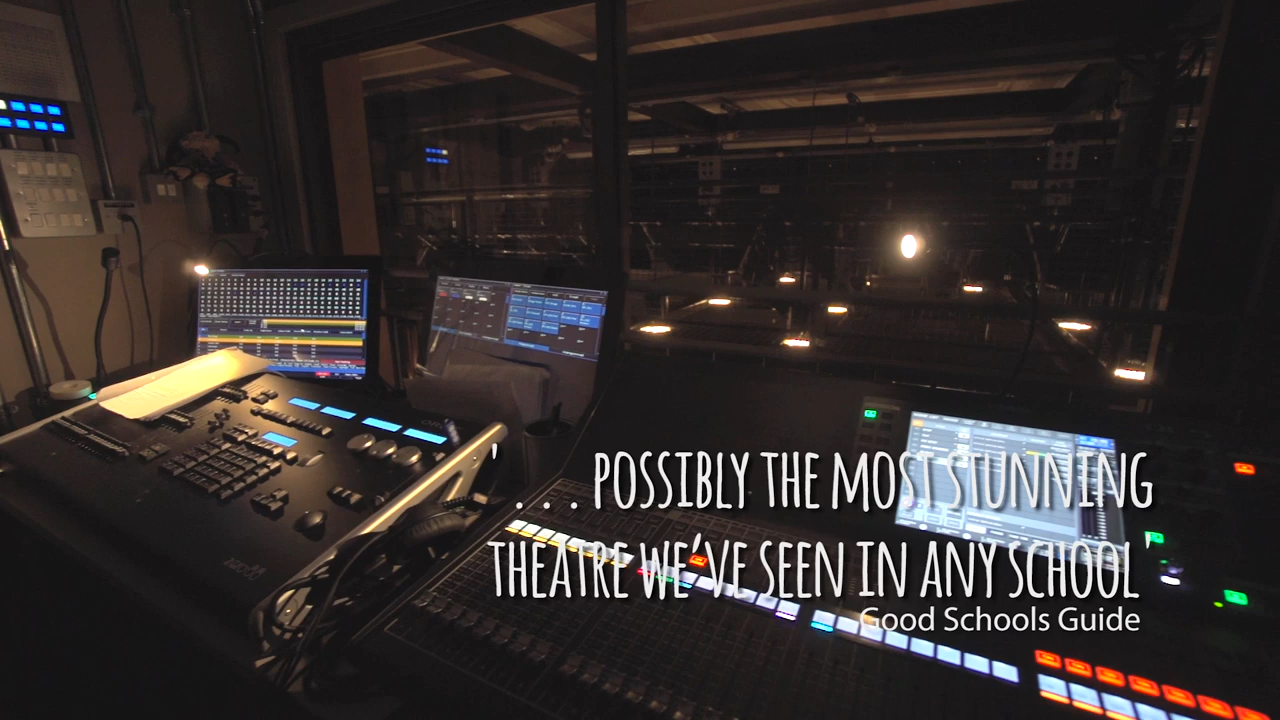 ' . . . POSSIBLY THE MOST STUNNING
THEATRE WE'VE SEEN IN ANY SCHOOL'
Good Schools Guide